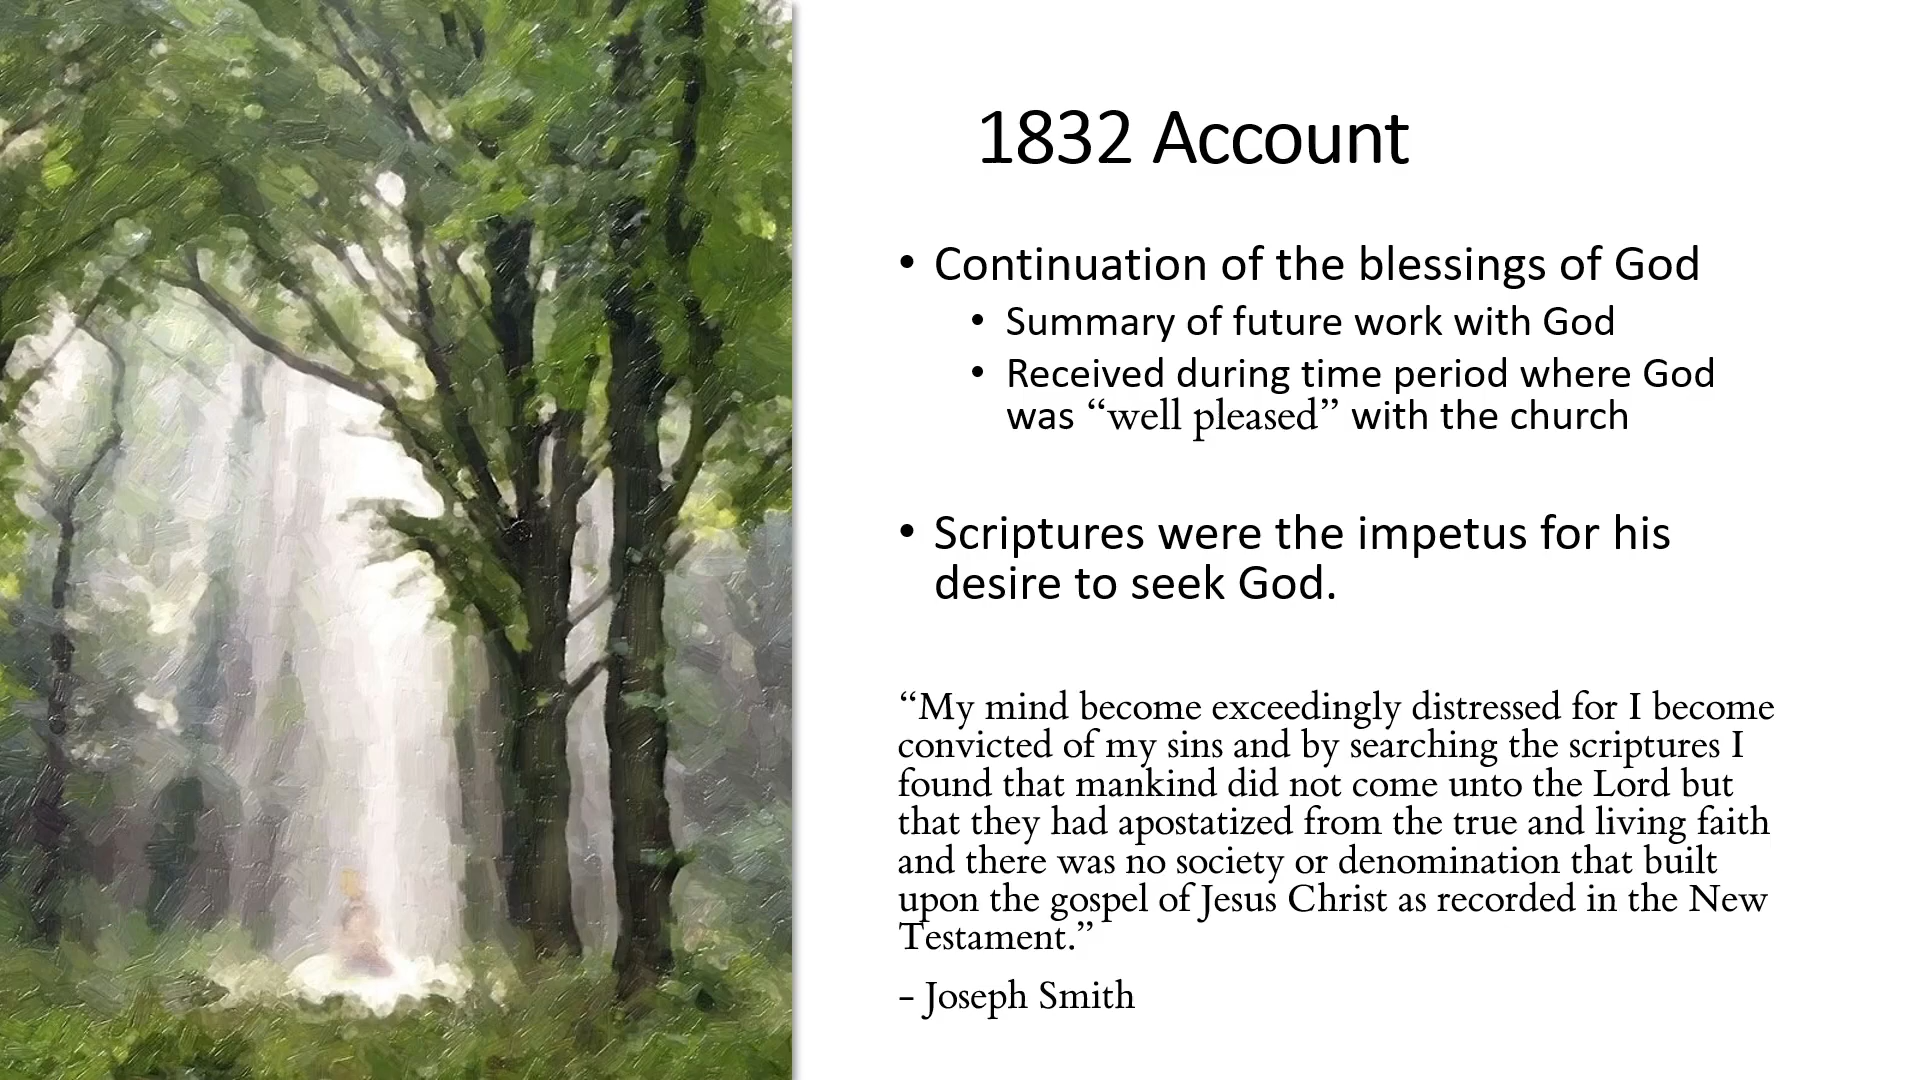 1832 Account
• Continuation of the blessings of God
• Summary of future work with God
• Received during time period where God
was “well pleased” with the church
• Scriptures were the impetus for his
desire to seek God.
“My mind become exceedingly distressed for I become
convicted of my sins and by searching the scriptures I
found that mankind did not come unto the Lord but
that they had apostatized from the true and living faith
and there was no society or denomination that built
upon the gospel of Jesus Christ as recorded in the New
Testament.”
- Joseph Smith